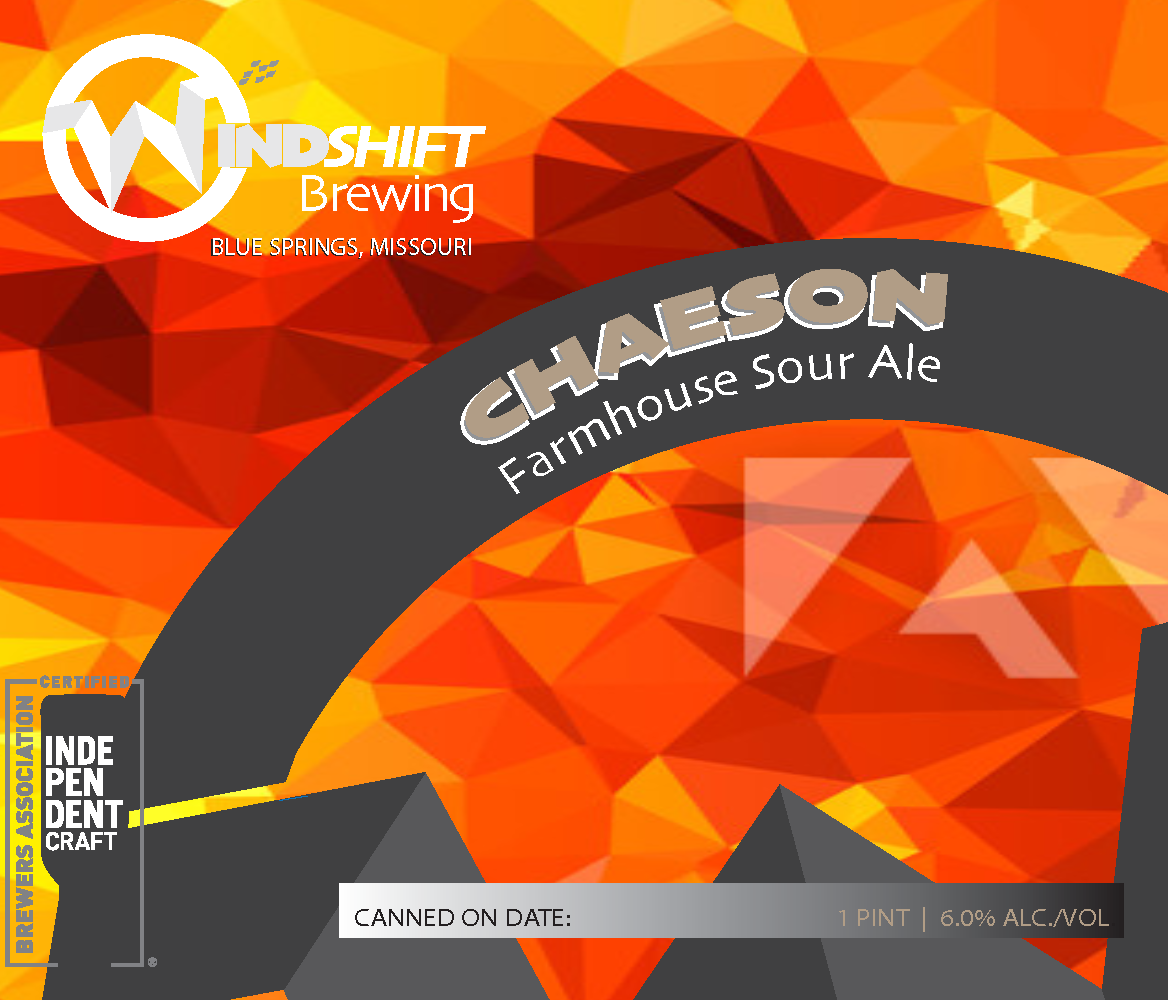 WINDSHIFT
Brewing
BLUE SPRINGS, MISSOURI
CHAESON
Farmhouse Sour Ale
CERTIFIED
BREWERS ASSOCIATION
INDE
PEN
DENT
CRAFT
®
CANNED ON DATE:
1 PINT | 6.0% ALC./VOL